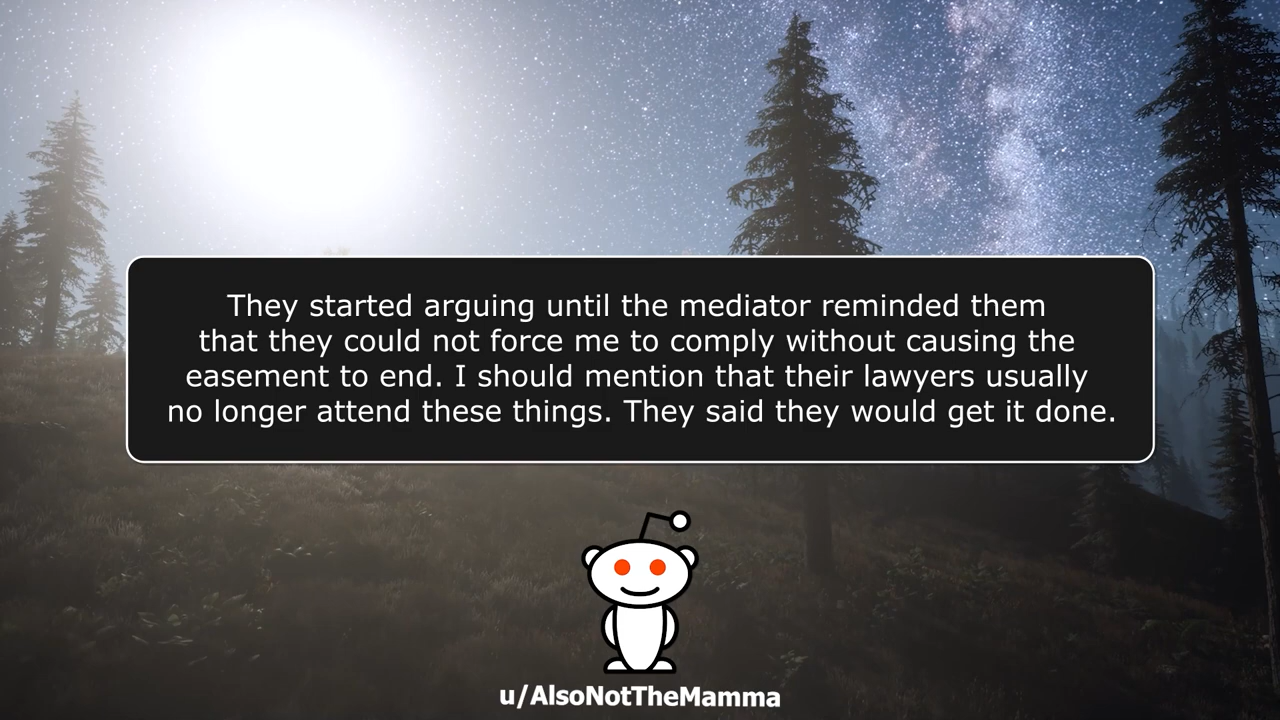 They started arguing until the mediator reminded them
that they could not force me to comply without causing the
easement to end. I should mention that their lawyers usually
no longer attend these things. They said they would get it done.
u/AlsoNotTheMamma